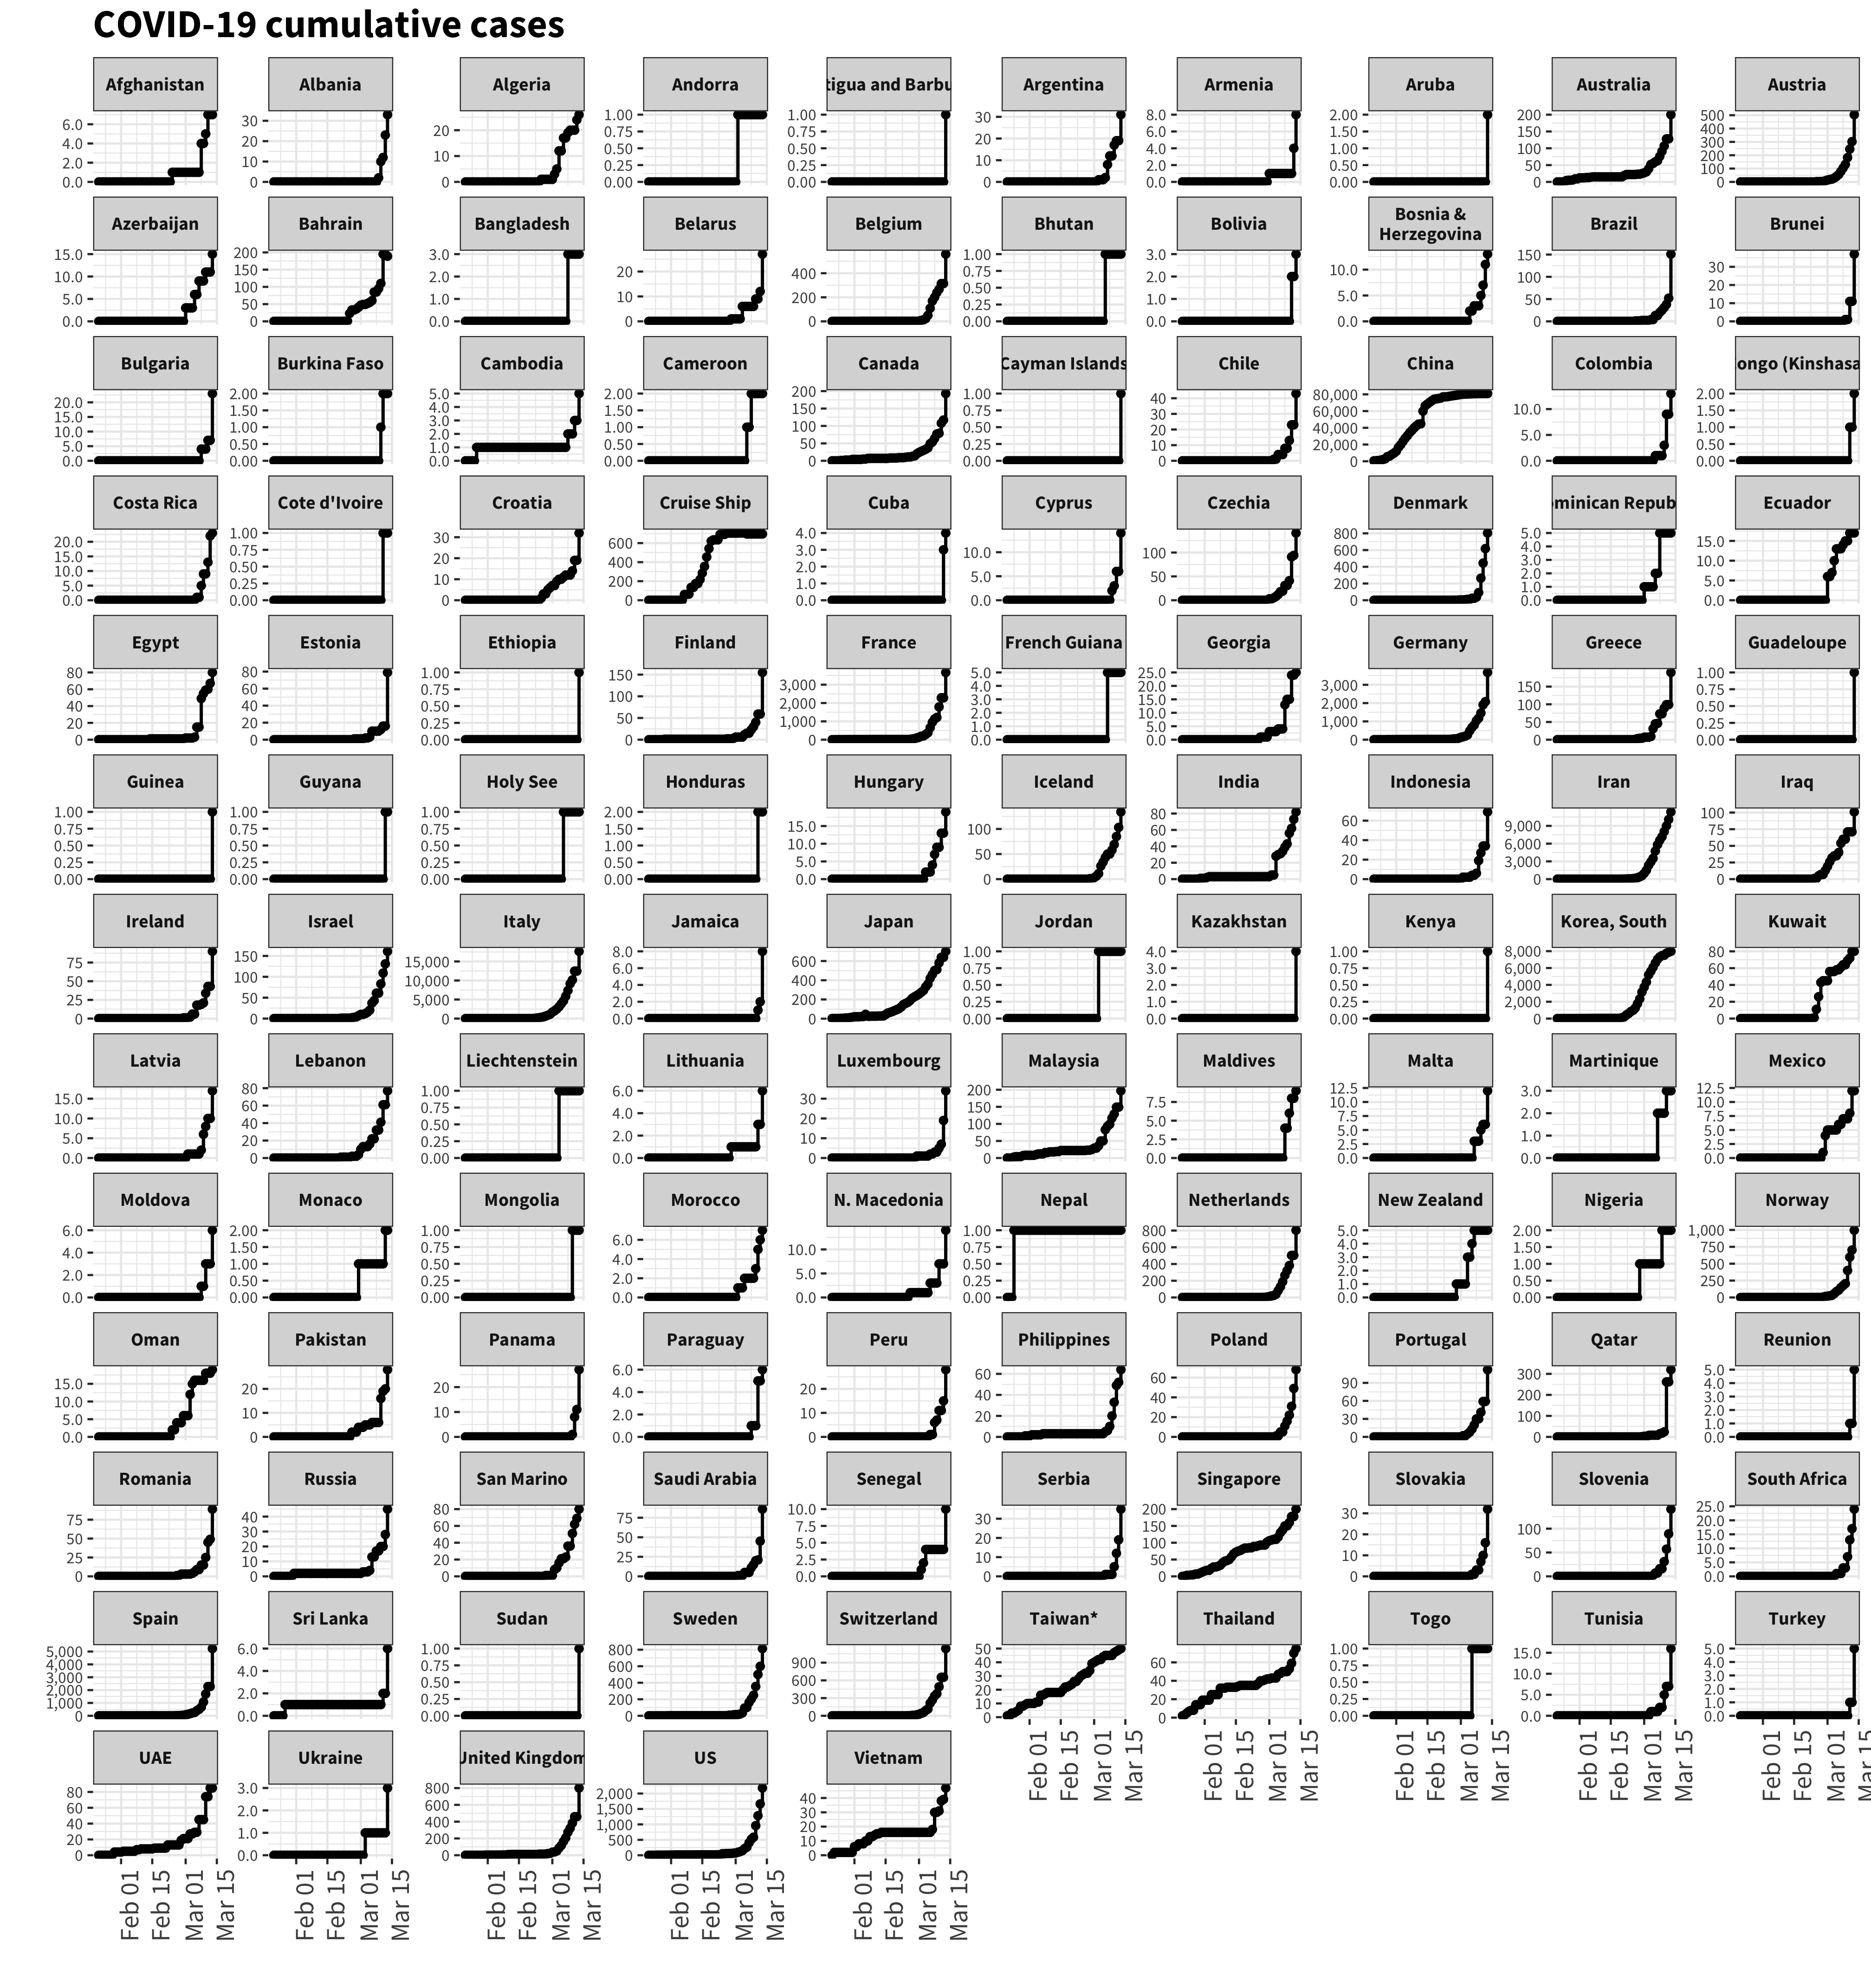 COVID-19 cumulative cases
Afghanistan Albania Algeria Andorra tigua and Barbu Argentina Armenia Aruba Australia Austria
6.0 4.0 2.0 0.0
30 20 10 0
20 10 0
1.00 0.75 0.50 0.25 0.00
1.00 0.75 0.50 0.25 0.00
30 20 10 0
8.0 6.0 4.0 2.0 0.0
2.00 1.50 1.00 0.50 0.00
200 150 100 50 0
500 400 300 200 100 0
Azerbaijan Bahrain Bangladesh Belarus Belgium Bhutan Bolivia Bosnia & Herzegovina Brazil Brunei
15.0 10.0 5.0 0.0
200 150 100 50 0
3.0 2.0 1.0 0.0
20 10 0
400 200 0
1.00 0.75 0.50 0.25 0.00
3.0 2.0 1.0 0.0
10.0 5.0 0.0
150 100 50 0
30 20 10 0
Bulgaria Burkina Faso Cambodia Cameroon Canada Cayman Islands Chile China Colombia ongo (Kinshasa
20.0 15.0 10.0 5.0 0.0
2.00 1.50 1.00 0.50 0.00
5.0 4.0 3.0 2.0 1.0 0.0
2.00 1.50 1.00 0.50 0.00
200 150 100 50 0
1.00 0.75 0.50 0.25 0.00
40 30 20 10 0
80,000 60,000 40,000 20,000 0
10.0 5.0 0.0
2.00 1.50 1.00 0.50 0.00
Costa Rica Cote d'Ivoire Croatia Cruise Ship Cuba Cyprus Czechia Denmark minican Repub Ecuador
20.0 15.0 10.0 5.0 0.0
1.00 0.75 0.50 0.25 0.00
30 20 10 0
600 400 200 0
4.0 3.0 2.0 1.0 0.0
10.0 5.0 0.0
100 50 0
800 600 400 200 0
5.0 4.0 3.0 2.0 1.0 0.0
15.0 10.0 5.0 0.0
Egypt Estonia Ethiopia Finland France French Guiana Georgia Germany Greece Guadeloupe
80 60 40 20 0
80 60 40 20 0
1.00 0.75 0.50 0.25 0.00
150 100 50 0
3,000 2,000 1,000 0
5.0 4.0 3.0 2.0 1.0 0.0
25.0 20.0 15.0 10.0 5.0 0.0
3,000 2,000 1,000 0
150 100 50 0
1.00 0.75 0.50 0.25 0.00
Guinea Guyana Holy See Honduras Hungary Iceland India Indonesia Iran Iraq
1.00 0.75 0.50 0.25 0.00
1.00 0.75 0.50 0.25 0.00
1.00 0.75 0.50 0.25 0.00
2.00 1.50 1.00 0.50 0.00
15.0 10.0 5.0 0.0
100 50 0
80 60 40 20 0
60 40 20 0
9,000 6,000 3,000 0
100 75 50 25 0
Ireland Israel Italy Jamaica Japan Jordan Kazakhstan Kenya Korea, South Kuwait
75 50 25 0
150 100 50 0
15,000 10,000 5,000 0
8.0 6.0 4.0 2.0 0.0
600 400 200 0
1.00 0.75 0.50 0.25 0.00
4.0 3.0 2.0 1.0 0.0
1.00 0.75 0.50 0.25 0.00
8,000 6,000 4,000 2,000 0
80 60 40 20 0
Latvia Lebanon Liechtenstein Lithuania Luxembourg Malaysia Maldives Malta Martinique Mexico
15.0 10.0 5.0 0.0
80 60 40 20 0
1.00 0.75 0.50 0.25 0.00
6.0 4.0 2.0 0.0
30 20 10 0
200 150 100 50 0
7.5 5.0 2.5 0.0
12.5 10.0 7.5 5.0 2.5 0.0
3.0 2.0 1.0 0.0
12.5 10.0 7.5 5.0 2.5 0.0
Moldova Monaco Mongolia Morocco N. Macedonia Nepal Netherlands New Zealand Nigeria Norway
6.0 4.0 2.0 0.0
2.00 1.50 1.00 0.50 0.00
1.00 0.75 0.50 0.25 0.00
6.0 4.0 2.0 0.0
10.0 5.0 0.0
1.00 0.75 0.50 0.25 0.00
800 600 400 200 0
5.0 4.0 3.0 2.0 1.0 0.0
2.00 1.50 1.00 0.50 0.00
1,000 750 500 250 0
Oman Pakistan Panama Paraguay Peru Philippines Poland Portugal Qatar Reunion
15.0 10.0 5.0 0.0
20 10 0
20 10 0
6.0 4.0 2.0 0.0
20 10 0
60 40 20 0
60 40 20 0
90 60 30 0
300 200 100 0
5.0 4.0 3.0 2.0 1.0 0.0
Romania Russia San Marino Saudi Arabia Senegal Serbia Singapore Slovakia Slovenia South Africa
75 50 25 0
40 30 20 10 0
80 60 40 20 0
75 50 25 0
10.0 7.5 5.0 2.5 0.0
30 20 10 0
200 150 100 50 0
30 20 10 0
100 50 0
25.0 20.0 15.0 10.0 5.0 0.0
Spain Sri Lanka Sudan Sweden Switzerland Taiwan* Thailand Togo Tunisia Turkey
5,000 4,000 3,000 2,000 1,000 0
6.0 4.0 2.0 0.0
1.00 0.75 0.50 0.25 0.00
800 600 400 200 0
900 600 300 0
50 40 30 20 10 0
60 40 20 0
1.00 0.75 0.50 0.25 0.00
15.0 10.0 5.0 0.0
5.0 4.0 3.0 2.0 1.0 0.0
Feb 01 Feb 15 Mar 01 Mar 15
Feb 01 Feb 15 Mar 01 Mar 15
Feb 01 Feb 15 Mar 01 Mar 15
Feb 01 Feb 15 Mar 01 Mar 15
Feb 01 Feb 15 Mar 01 Mar 15
UAE Ukraine United Kingdom US Vietnam
80 60 40 20 0
3.0 2.0 1.0 0.0
800 600 400 200 0
2,000 1,500 1,000 500 0
40 30 20 10 0
Feb 01 Feb 15 Mar 01 Mar 15
Feb 01 Feb 15 Mar 01 Mar 15
Feb 01 Feb 15 Mar 01 Mar 15
Feb 01 Feb 15 Mar 01 Mar 15
Feb 01 Feb 15 Mar 01 Mar 15